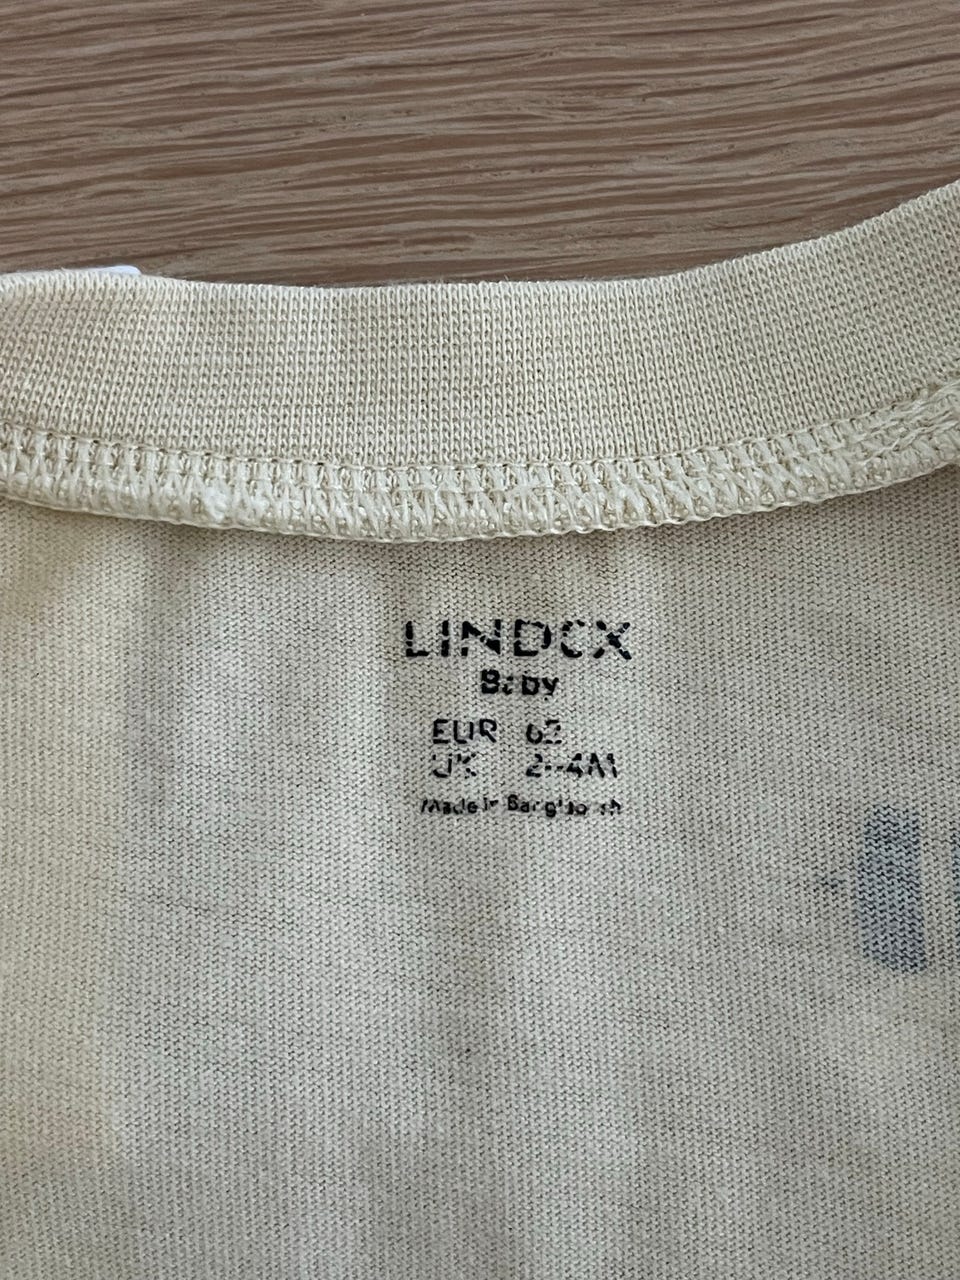 LINDEX
Baby
EUR 62
UK 2-4M
Made in Bangladesh